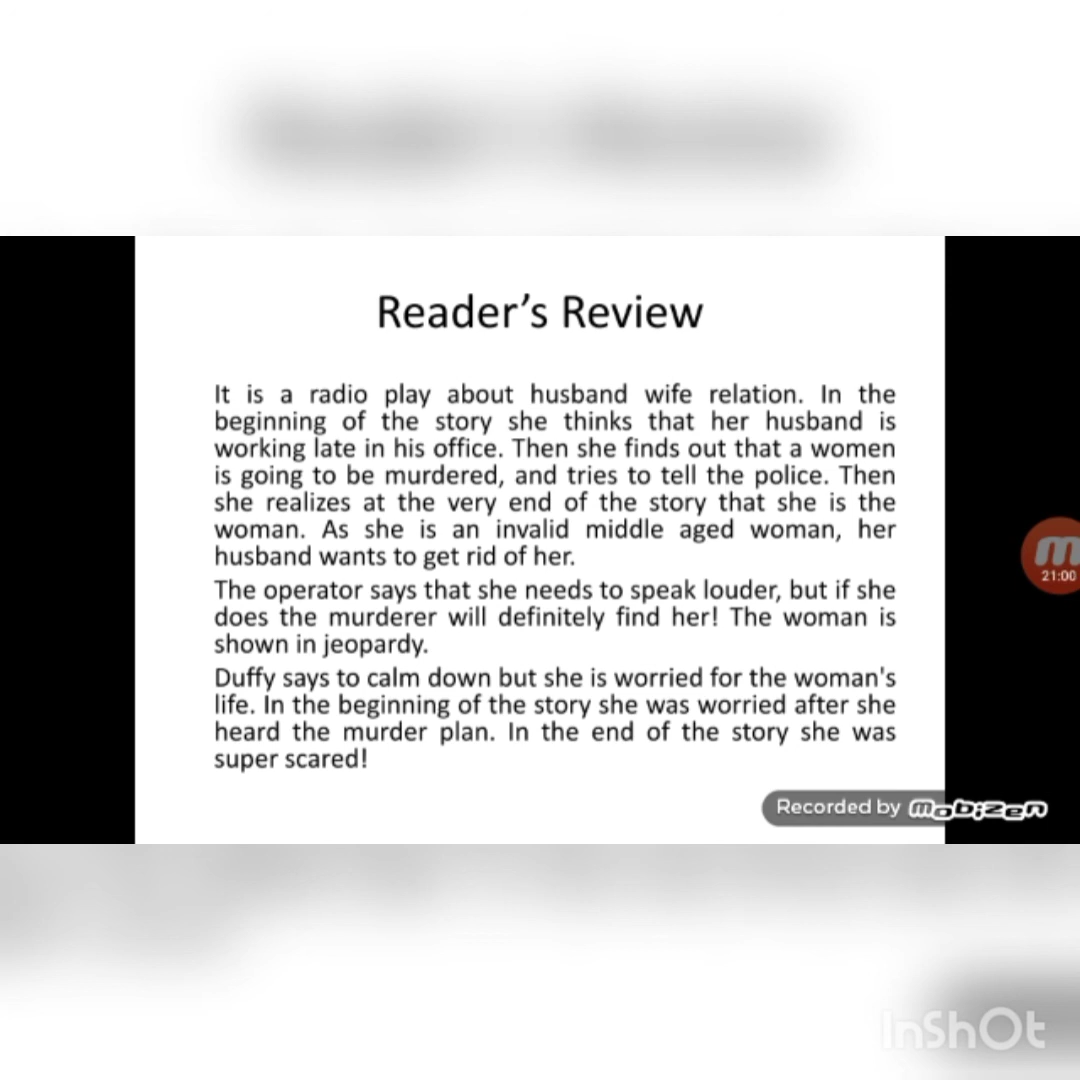 Reader’s Review
It is a radio play about husband wife relation. In the
beginning of the story she thinks that her husband is
working late in his office. Then she finds out that a women
is going to be murdered, and tries to tell the police. Then
she realizes at the very end of the story that she is the
woman. As she is an invalid middle aged woman, her
husband wants to get rid of her.
The operator says that she needs to speak louder, but if she
does the murderer will definitely find her! The woman is
shown in jeopardy.
Duffy says to calm down but she is worried for the woman's
life. In the beginning of the story she was worried after she
heard the murder plan. In the end of the story she was
super scared!
m
21:00
Recorded by mobizen
InShOt